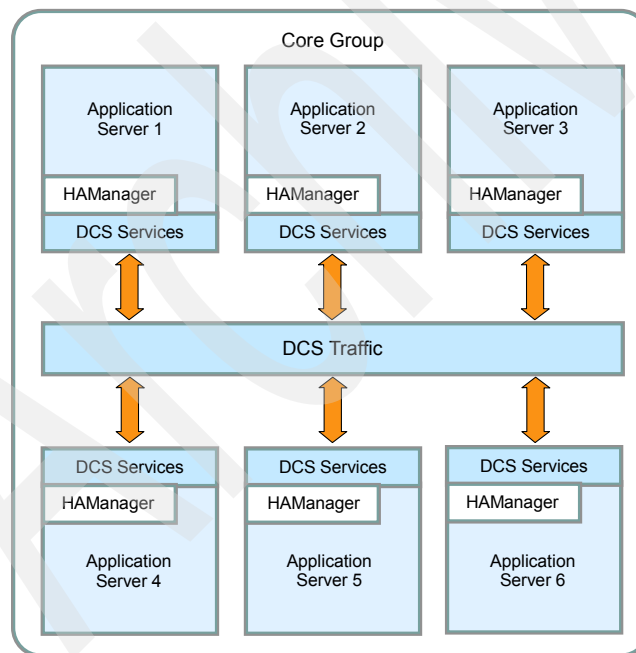 Core Group
Application
Server 1
Application
Server 2
Application
Server 3
HAManager
HAManager
HAManager
DCS Services
DCS Services
DCS Services
DCS Traffic
DCS Services
DCS Services
DCS Services
HAManager
HAManager
HAManager
Application
Server 4
Application
Server 5
Application
Server 6